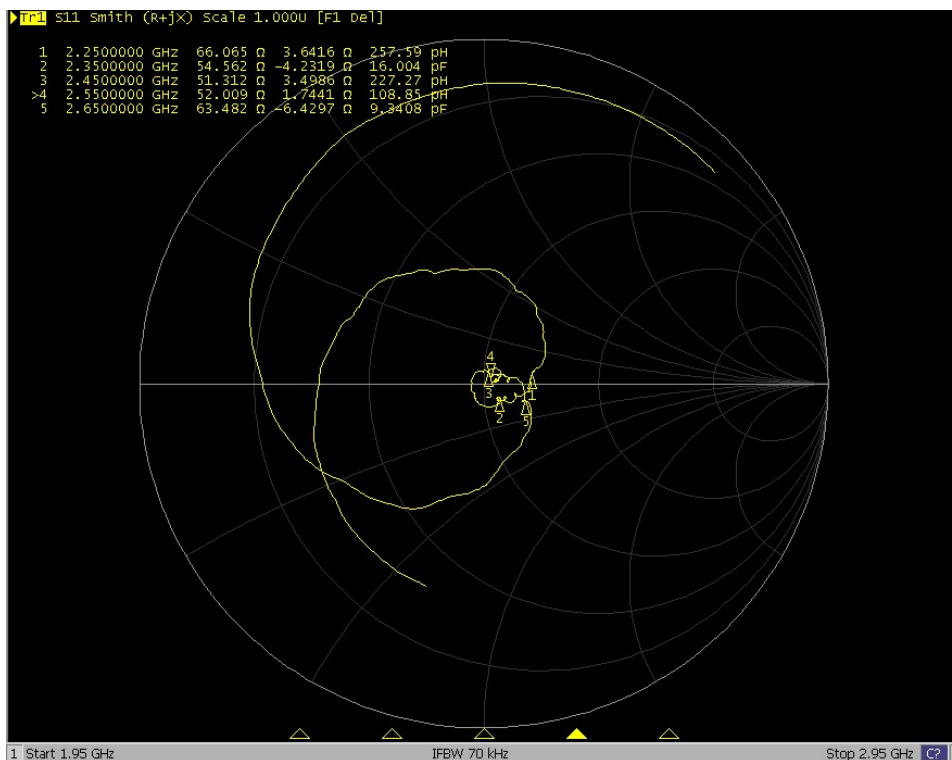 Tr1 S11 Smith (R+jX) Scale 1.000U [F1 Del]
1 2.2500000 GHz 66.065 Ω 3.6416 Ω 257.59 pH
2 2.3500000 GHz 54.562 Ω -4.2319 Ω 16.004 pF
3 2.4500000 GHz 51.312 Ω 3.4986 Ω 227.27 pH
>4 2.5500000 GHz 52.009 Ω 1.7441 Ω 108.85 pH
5 2.6500000 GHz 63.482 Ω -6.4297 Ω 9.3408 pF
4
3
1
2
5
1 Start 1.95 GHz IFBW 70 kHz Stop 2.95 GHz C?